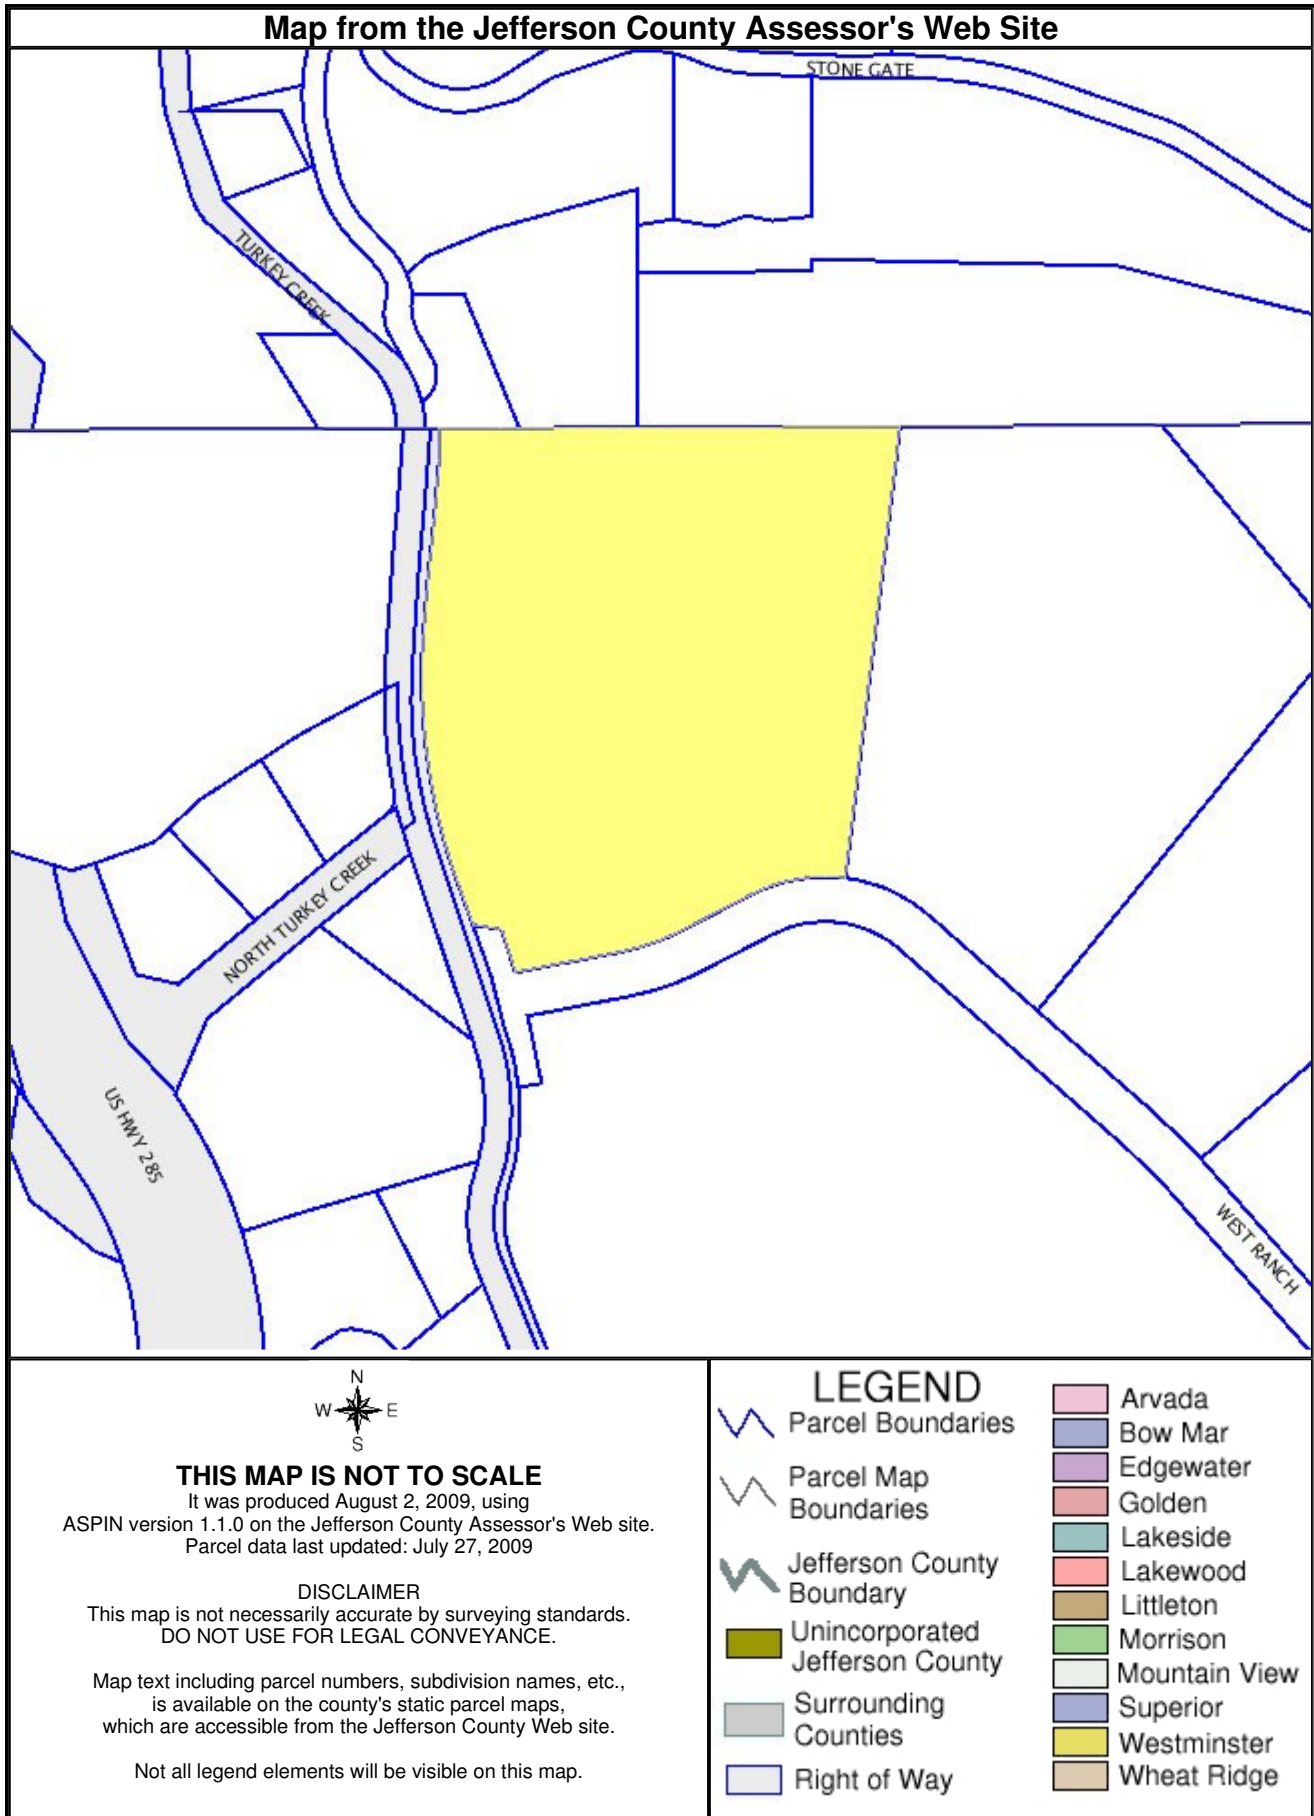 Map from the Jefferson County Assessor's Web Site
STONE GATE
TURKEY CREEK
NORTH TURKEY CREEK
US HWY 285
WEST RANCH
N
W E
S
THIS MAP IS NOT TO SCALE
It was produced August 2, 2009, using
ASPIN version 1.1.0 on the Jefferson County Assessor's Web site.
Parcel data last updated: July 27, 2009
DISCLAIMER
This map is not necessarily accurate by surveying standards.
DO NOT USE FOR LEGAL CONVEYANCE.
Map text including parcel numbers, subdivision names, etc.,
is available on the county's static parcel maps,
which are accessible from the Jefferson County Web site.
Not all legend elements will be visible on this map.
LEGEND
Parcel Boundaries
Parcel Map
Boundaries
Jefferson County
Boundary
Unincorporated
Jefferson County
Surrounding
Counties
Right of Way
Arvada
Bow Mar
Edgewater
Golden
Lakeside
Lakewood
Littleton
Morrison
Mountain View
Superior
Westminster
Wheat Ridge